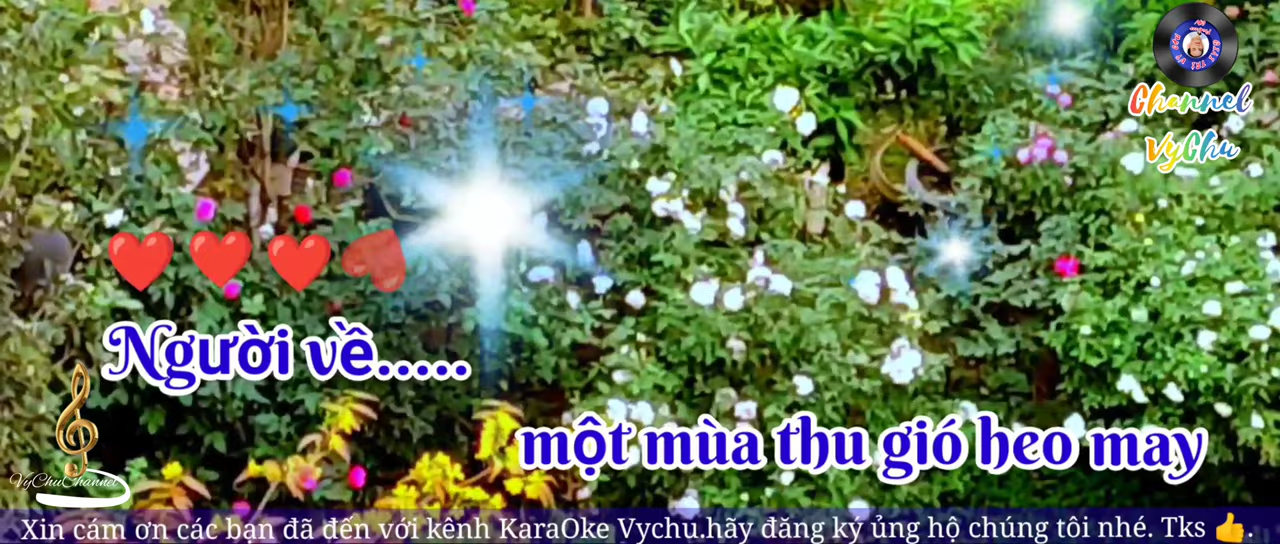 Channel
VyChu
Người về.....
một mùa thu gió heo may
VyChuChannel
Xin cám ơn các bạn đã đến với kênh KaraOke Vychu.hãy đăng ký ủng hộ chúng tôi nhé. Tks 👍.